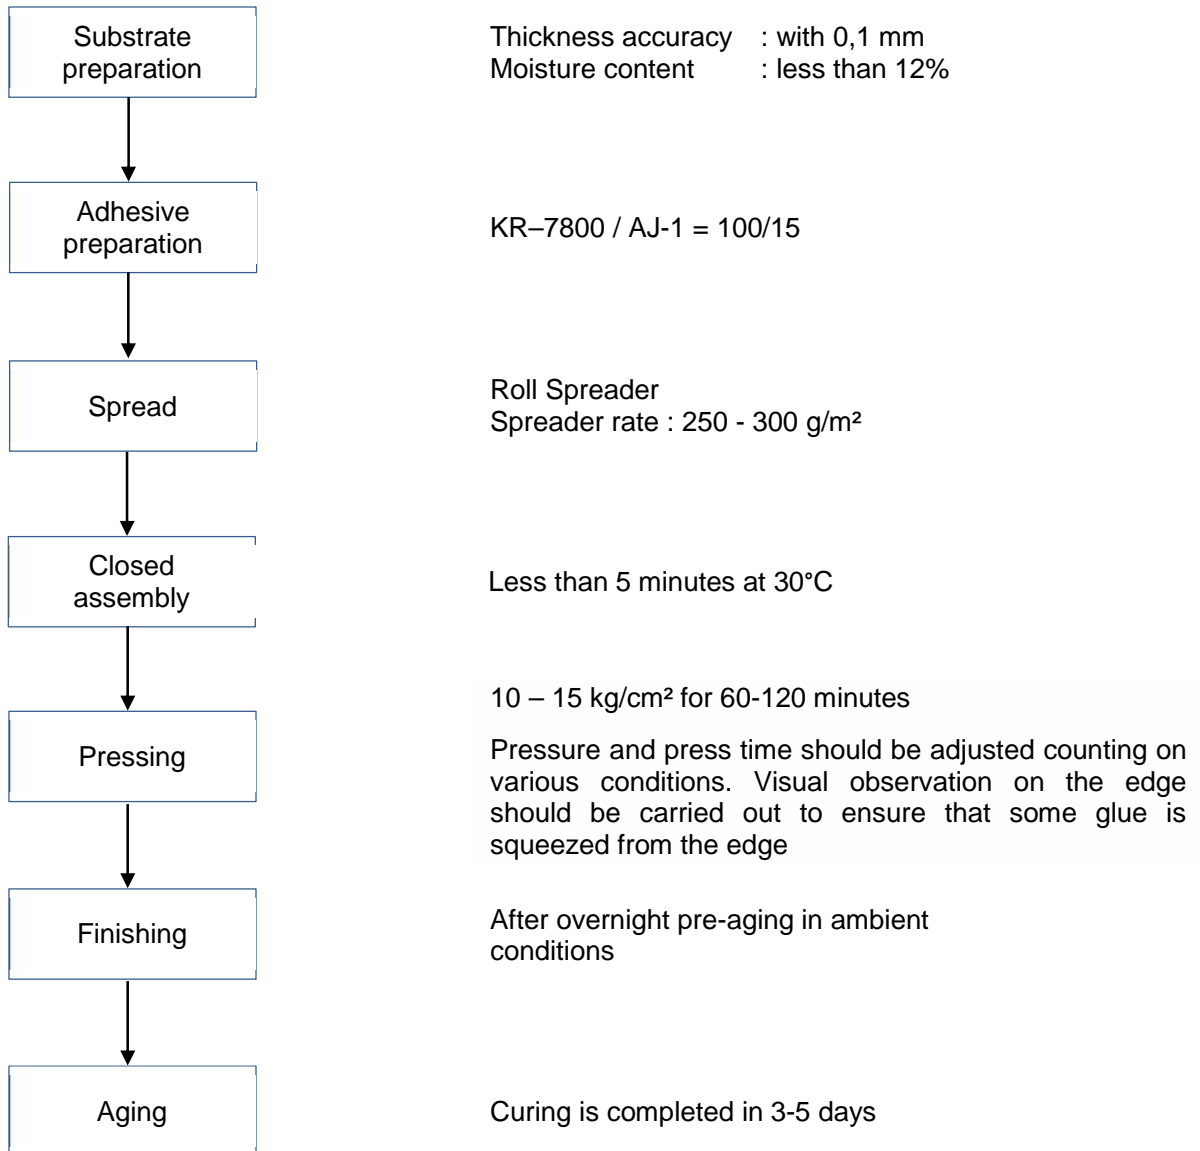 Substrate
preparation
Thickness accuracy : with 0,1 mm
Moisture content : less than 12%
Adhesive
preparation
KR–7800 / AJ-1 = 100/15
Spread
Roll Spreader
Spreader rate : 250 - 300 g/m²
Closed
assembly
Less than 5 minutes at 30°C
Pressing
10 – 15 kg/cm² for 60-120 minutes
Pressure and press time should be adjusted counting on
various conditions. Visual observation on the edge
should be carried out to ensure that some glue is
squeezed from the edge
Finishing
After overnight pre-aging in ambient
conditions
Aging
Curing is completed in 3-5 days